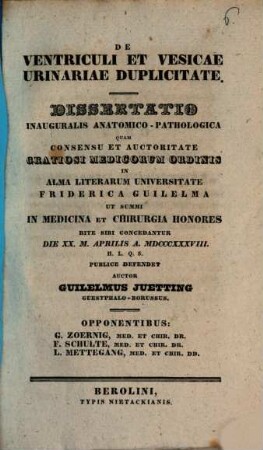 6
DE
VENTRICULI ET VESICAE
URINARIAE DUPLICITATE.
DISSERTATIO
INAUGURALIS ANATOMICO-PATHOLOGICA
QUAM
CONSENSU ET AUCTORITATE
GRATIOSI MEDICORUM ORDINIS
IN
ALMA LITERARUM UNIVERSITATE
FRIDERICA GUILELMA
UT SUMMI
IN MEDICINA ET CHIRURGIA HONORES
RITE SIBI CONCEDANTUR
DIE XX. M. APRILIS A. MDCCCXXXVIII.
H. L. Q. S.
PUBLICE DEFENDET
AUCTOR
GUILELMUS JUETTING
GUESTPHALO-BORUSSUS.
OPPONENTIBUS:
G. ZOERNIG, MED. ET CHIR. DR.
F. SCHULTE, MED. ET CHIR. DR.
L. METTEGANG, MED. ET CHIR. DD.
BEROLINI,
TYPIS NIETACKIANIS.